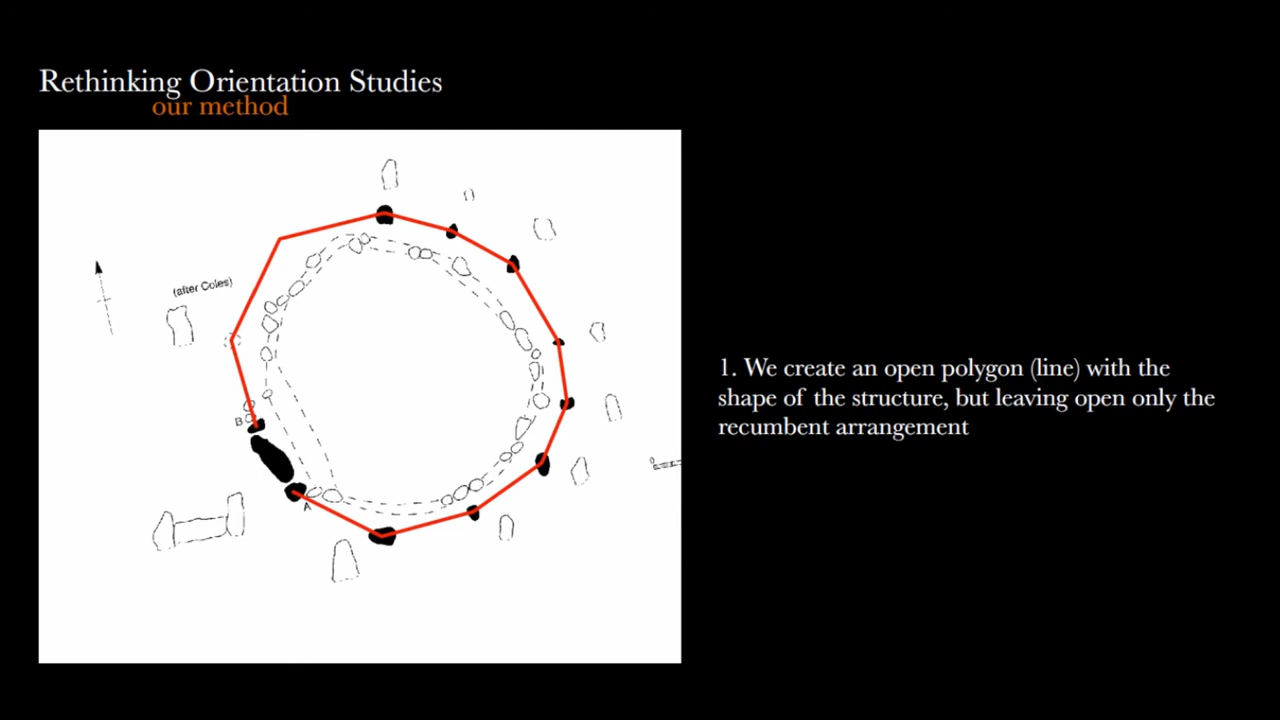 Rethinking Orientation Studies
our method
(after Coles)
B
A
1. We create an open polygon (line) with the
shape of the structure, but leaving open only the
recumbent arrangement